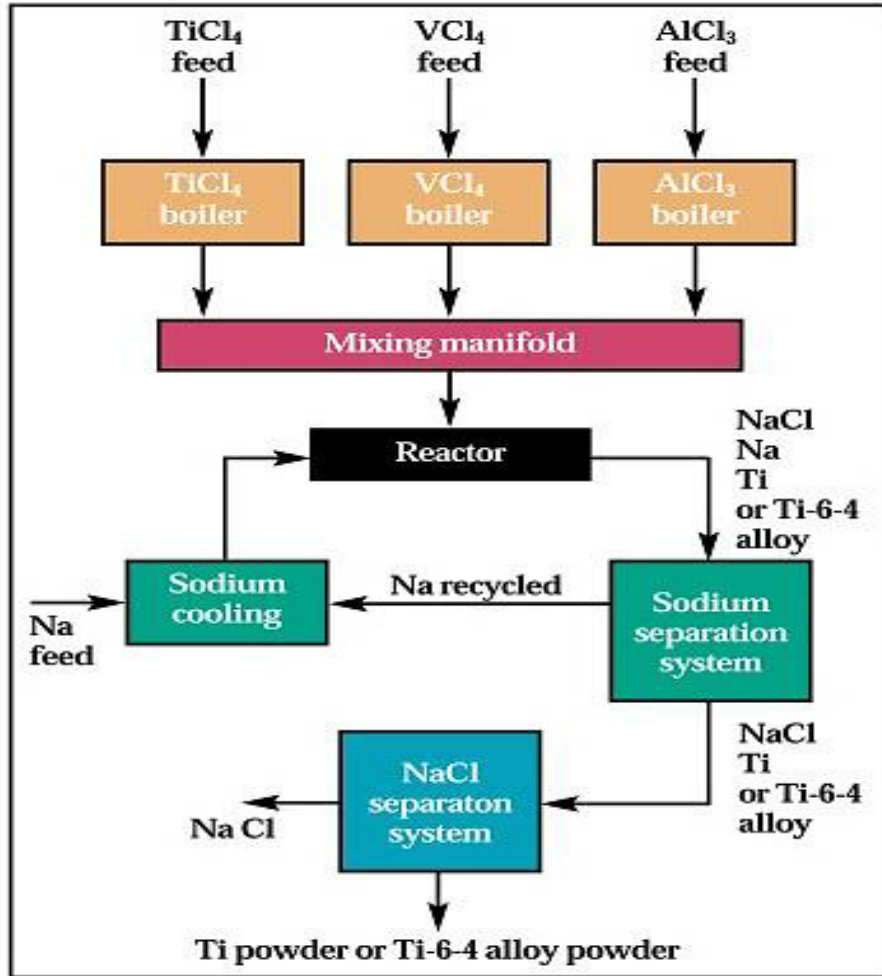 TiCl₄
feed
VCl₄
feed
AlCl₃
feed
TiCl₄
boiler
VCl₄
boiler
AlCl₃
boiler
Mixing manifold
Reactor
NaCl
Na
Ti
or Ti-6-4
alloy
Sodium
cooling
Na recycled
Sodium
separation
system
Na
feed
NaCl
Ti
or Ti-6-4
alloy
NaCl
separaton
system
Na Cl
Ti powder or Ti-6-4 alloy powder